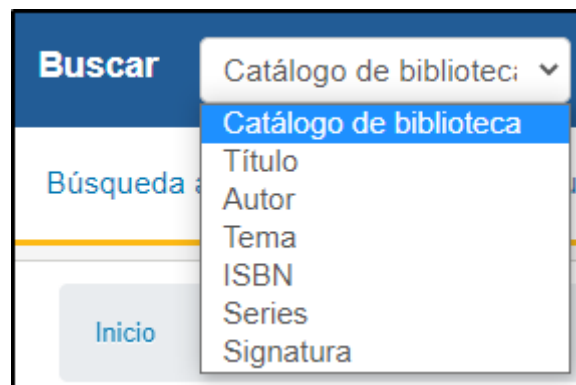 Buscar Catálogo de biblioteca
Catálogo de biblioteca
Título
Búsqueda
Autor
Tema
ISBN
Series
Inicio
Signatura